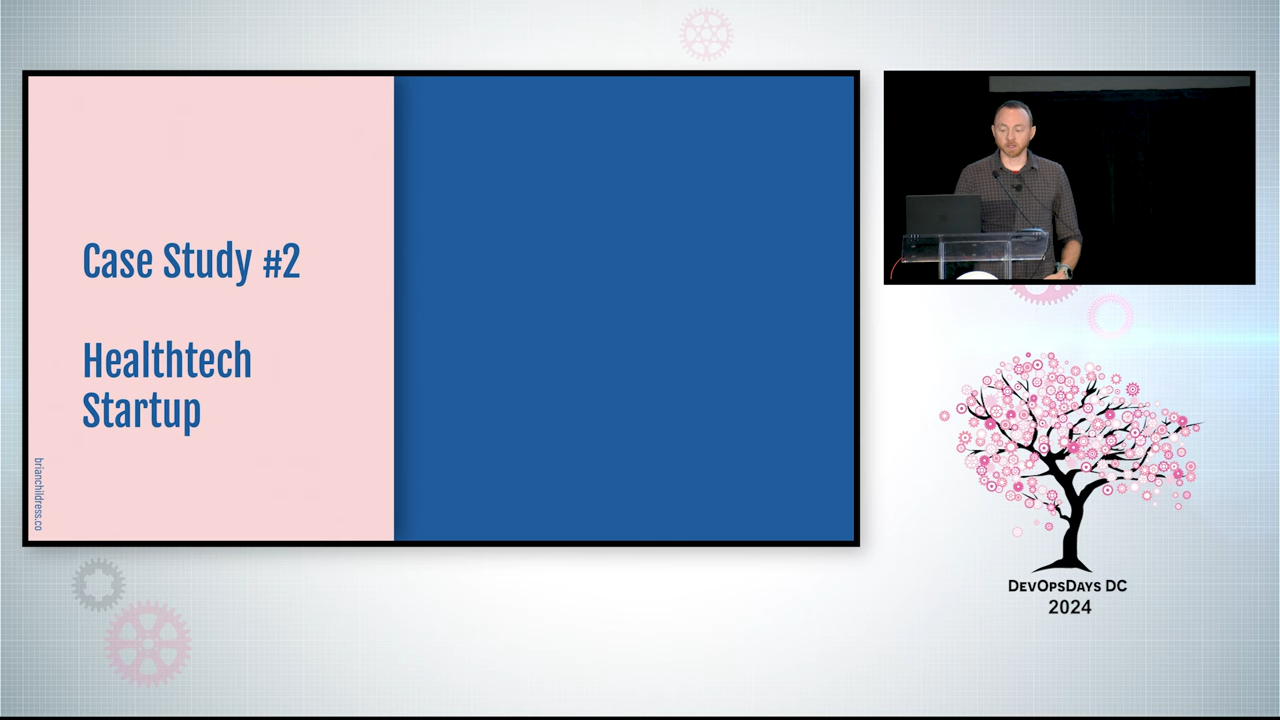 Case Study #2
Healthtech
Startup
brianchildress.co
DEVOPSDAYS DC
2024